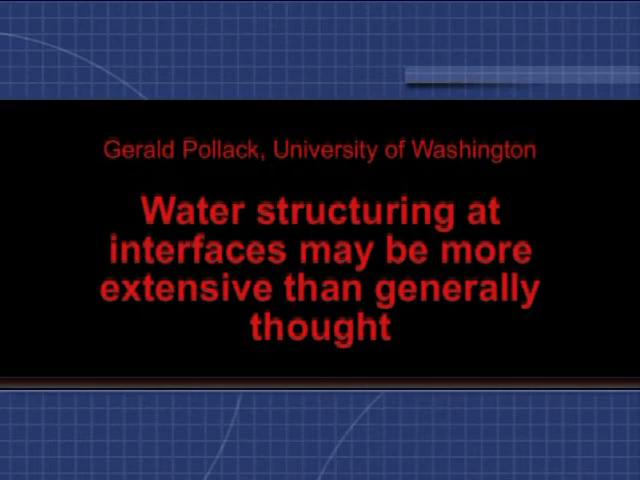 Gerald Pollack, University of Washington
Water structuring at
interfaces may be more
extensive than generally
thought